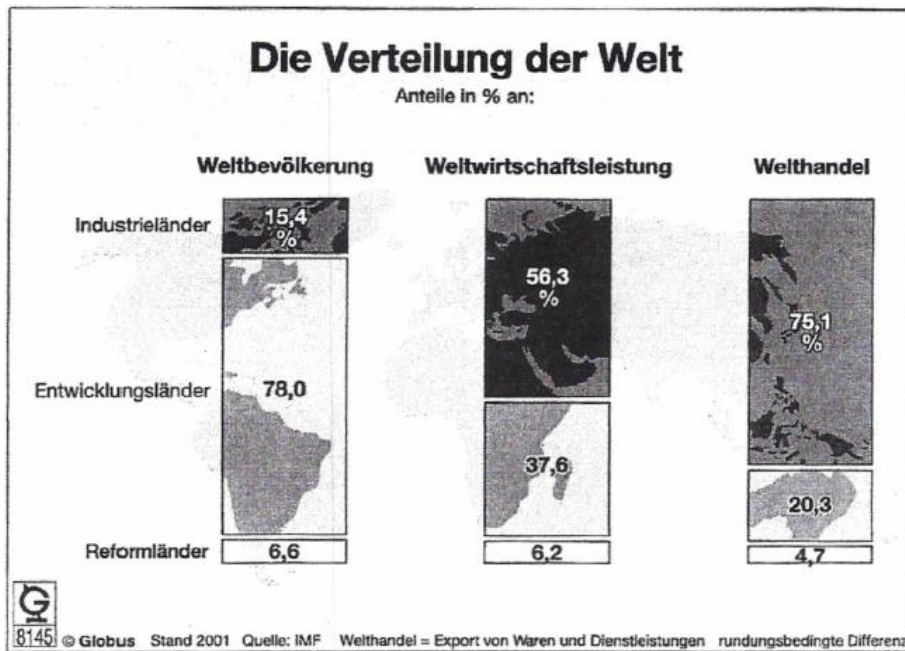 Die Verteilung der Welt
Anteile in % an:
Weltbevölkerung Weltwirtschaftsleistung Welthandel
Industrieländer 15,4 % 56,3 % 75,1 %
Entwicklungsländer 78,0 37,6 20,3
Reformländer 6,6 6,2 4,7
8145 © Globus Stand 2001 Quelle: IMF Welthandel = Export von Waren und Dienstleistungen rundungsbedingte